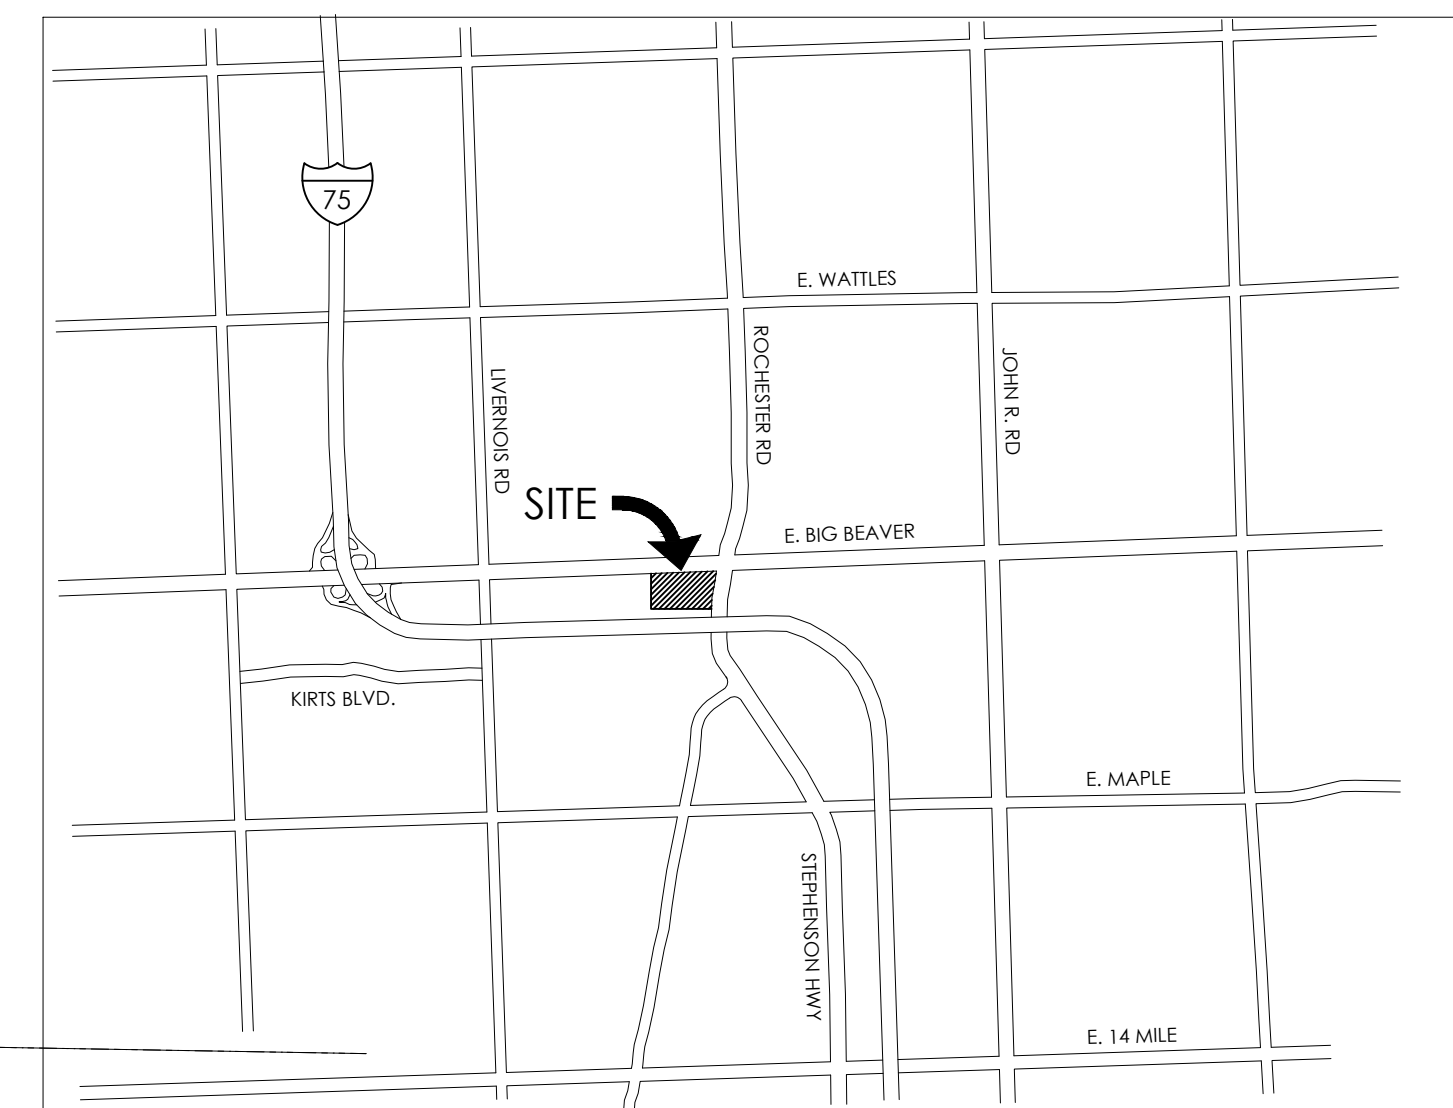 75
E. WATTLES
ROCHESTER RD
JOHN R. RD
LIVERNOIS RD
SITE
E. BIG BEAVER
KIRTS BLVD.
E. MAPLE
STEPHENSON HWY
E. 14 MILE